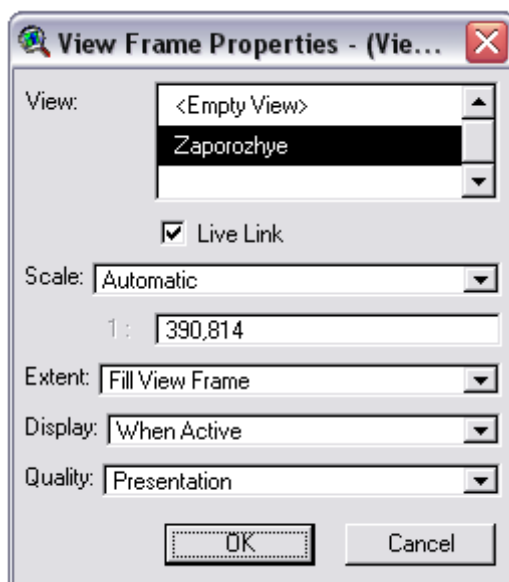 View Frame Properties - (Vie...
View:
<Empty View>
Zaporozhye
Live Link
Scale: Automatic
1 : 390,814
Extent: Fill View Frame
Display: When Active
Quality: Presentation
OK Cancel